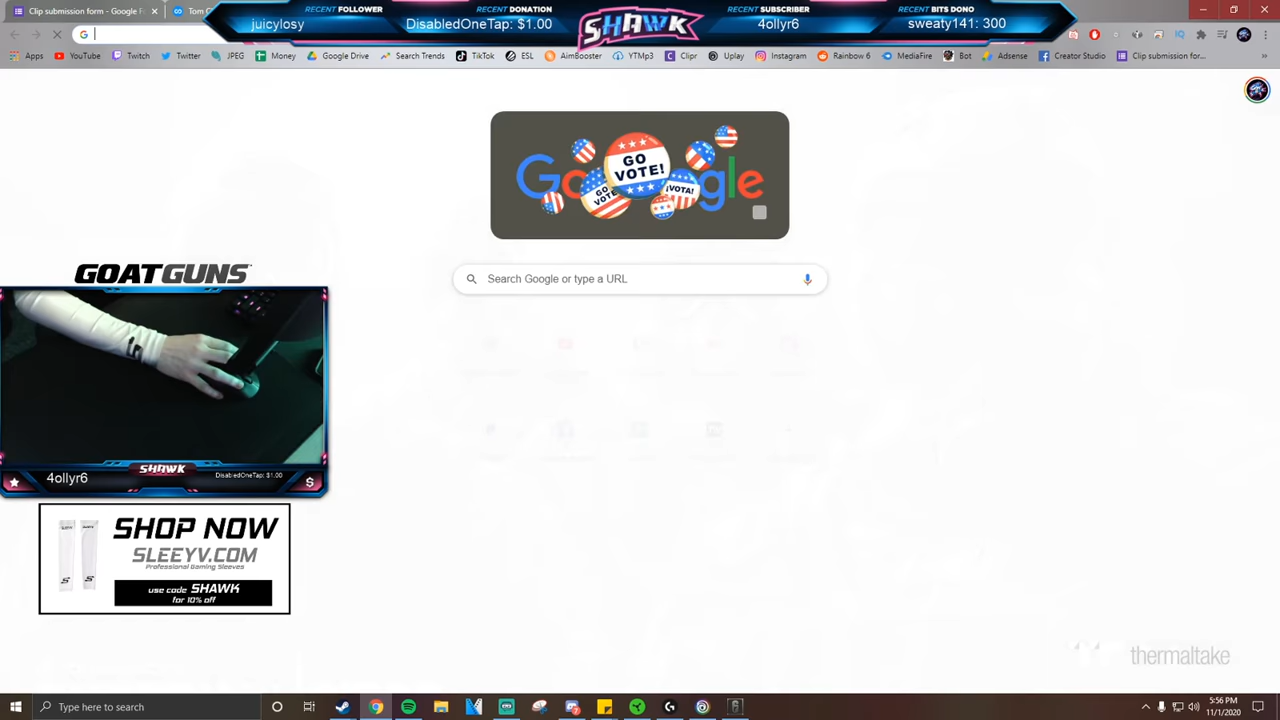 Clip submission form - Google F
Tom C
RECENT FOLLOWER
juicylosy
RECENT DONATION
DisabledOneTap: $1.00
SHAWK
RECENT SUBSCRIBER
4ollyr6
RECENT BITS DONO
sweaty141: 300
Apps
YouTube
Twitch
Twitter
JPEG
Money
Google Drive
Search Trends
TikTok
ESL
AimBooster
YTMp3
Clipr
Uplay
Instagram
Rainbow 6
MediaFire
Bot
Adsense
Creator Studio
Clip submission for...
Google
GO VOTE!
GO VOTE
¡VOTA!
Search Google or type a URL
GOATGUNS
SHAWK
4ollyr6
DisabledOneTap: $1.00
SHOP NOW
SLEEYV.COM
Professional Gaming Sleeves
use code SHAWK
for 10% off
thermaltake
Type here to search
5:56 PM
11/1/2020